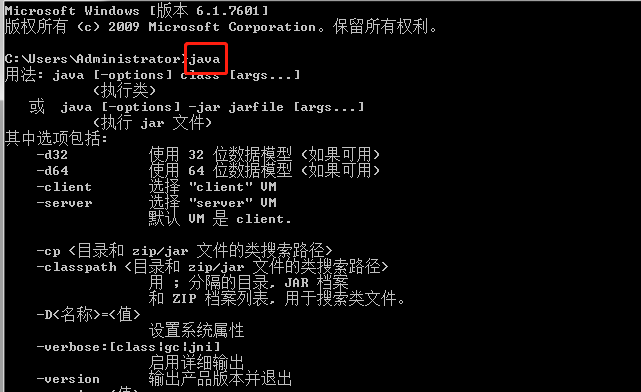 Microsoft Windows [版本 6.1.7601]
版权所有 (c) 2009 Microsoft Corporation。保留所有权利。
C:\Users\Administrator>java
用法: java [-options] class [args...]
(执行类)
或 java [-options] -jar jarfile [args...]
(执行 jar 文件)
其中选项包括:
-d32 使用 32 位数据模型 (如果可用)
-d64 使用 64 位数据模型 (如果可用)
-client 选择 "client" VM
-server 选择 "server" VM
默认 VM 是 client.
-cp <目录和 zip/jar 文件的类搜索路径>
-classpath <目录和 zip/jar 文件的类搜索路径>
用 ; 分隔的目录, JAR 档案
和 ZIP 档案列表, 用于搜索类文件。
-D<名称>=<值>
设置系统属性
-verbose:[class|gc|jni]
启用详细输出
-version 输出产品版本并退出